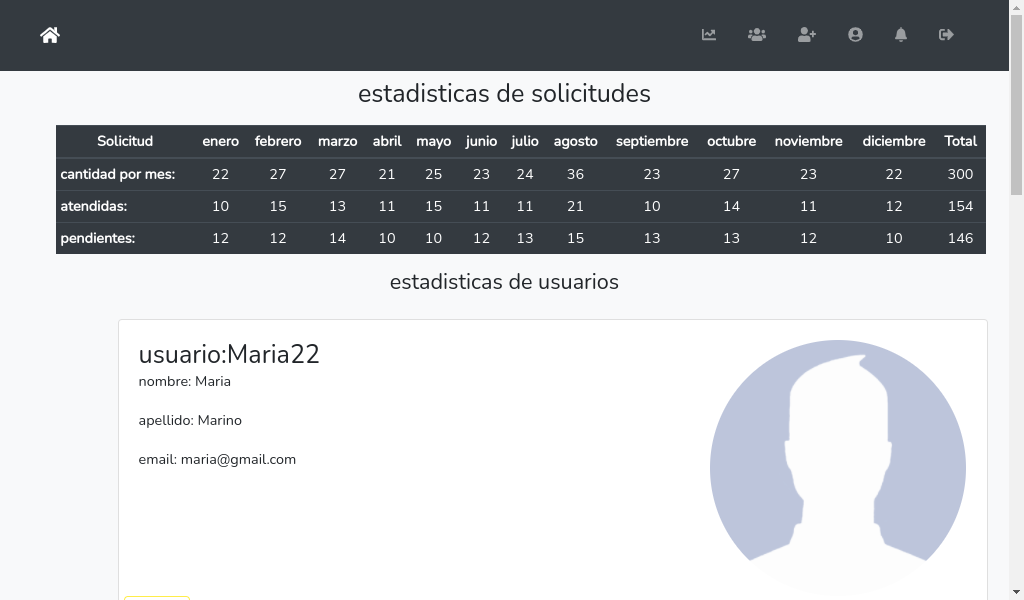 estadisticas de solicitudes
Solicitud enero febrero marzo abril mayo junio julio agosto septiembre octubre noviembre diciembre Total
cantidad por mes: 22 27 27 21 25 23 24 36 23 27 23 22 300
atendidas: 10 15 13 11 15 11 11 21 10 14 11 12 154
pendientes: 12 12 14 10 10 12 13 15 13 13 12 10 146
estadisticas de usuarios
usuario:Maria22
nombre: Maria
apellido: Marino
email: maria@gmail.com